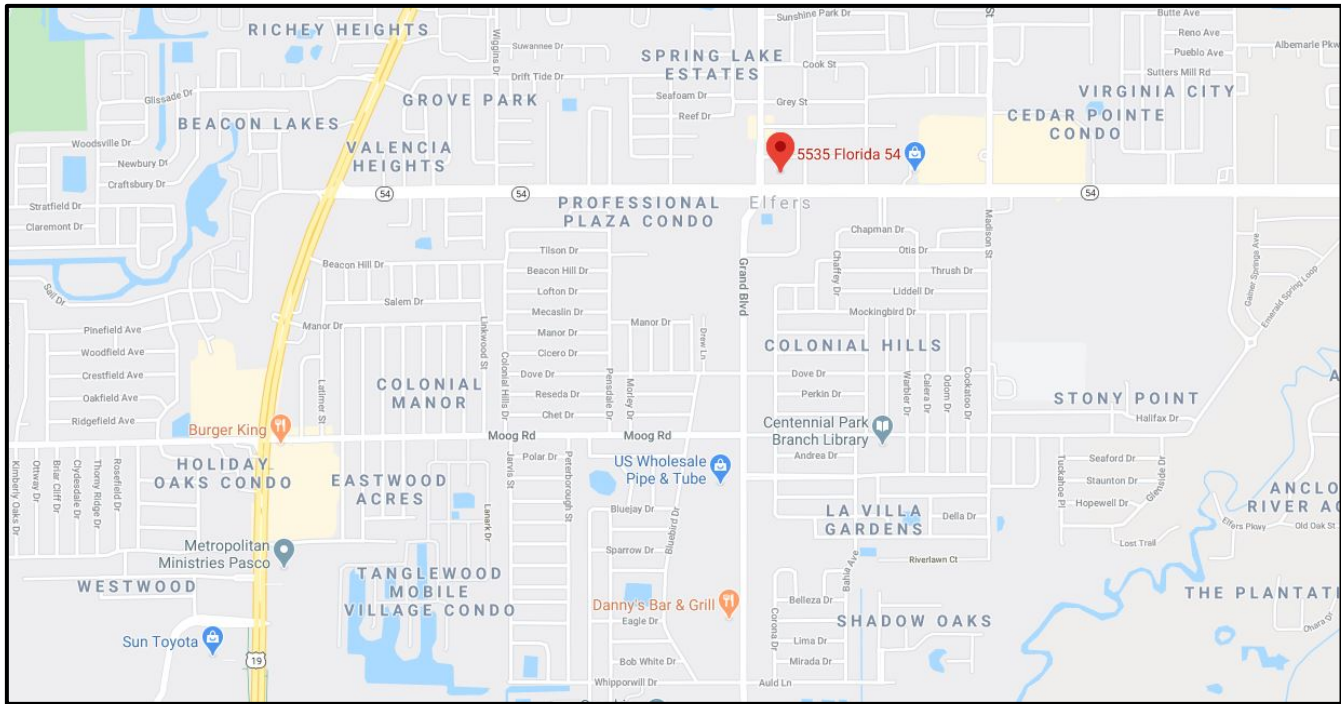 Sunshine Park Dr
St
Butte Ave
RICHEY HEIGHTS
Wiggins Dr
Suwannee Dr
SPRING LAKE
ESTATES
Cook St
Reno Ave
Pueblo Ave
Albemarle Pkw
Sutters Mill Rd
Drift Tide Dr
Glissade Dr
GROVE PARK
Seafoam Dr
Reef Dr
Grey St
VIRGINIA CITY
CEDAR POINTE
CONDO
BEACON LAKES
Woodsville Dr
Newbury Dr
Craftsbury Dr
VALENCIA
HEIGHTS
5535 Florida 54
54
54
54
Stratfield Dr
Claremont Dr
PROFESSIONAL
PLAZA CONDO
Elfers
Madison St
Chapman Dr
Otis Dr
Chaffey Dr
Thrush Dr
Liddell Dr
Mockingbird Dr
Gainer Springs Ave
Emerald Spring Loop
Grand Blvd
Tilson Dr
Beacon Hill Dr
Beacon Hill Dr
Lofton Dr
Salem Dr
Mecaslin Dr
Sail Dr
Manor Dr
Manor Dr
Manor Dr
Drew Ln
Pinefield Ave
Woodfield Ave
Crestfield Ave
Oakfield Ave
Ridgefield Ave
Linkwood St
Colonial Hills Dr
Cicero Dr
Dove Dr
Reseda Dr
Chet Dr
Pensdale Dr
Morley Dr
COLONIAL HILLS
Dove Dr
Perkin Dr
Warbler Dr
Calera Dr
Odom Dr
Cockatoo Dr
COLONIAL
MANOR
Latimer St
A
STONY POINT
Halifax Dr
Burger King
Moog Rd
Moog Rd
Centennial Park
Branch Library
Andrea Dr
HOLIDAY
OAKS CONDO
Kimberly Oaks Dr
Ottway Dr
Briar Cliff Dr
Clydesdale Dr
Thorny Ridge Dr
Rosefield Dr
EASTWOOD
ACRES
Polar Dr
Jarvis St
Peterborough St
Lanark Dr
US Wholesale
Pipe & Tube
Bluejay Dr
Bluebird Dr
Sparrow Dr
Seaford Dr
Staunton Dr
Hopewell Dr
Tuckahoe Pl
Glenside Dr
Lost Trail
ANCLO
RIVER AC
Elfers Pkwy
Old Oak St
LA VILLA
GARDENS
Della Dr
Riverlawn Ct
Bahia Ave
Metropolitan
Ministries Pasco
WESTWOOD
TANGLEWOOD
MOBILE
VILLAGE CONDO
Danny's Bar & Grill
Eagle Dr
Bob White Dr
Whipporwill Dr
Corona Dr
Belleza Dr
Lima Dr
Mirada Dr
Auld Ln
SHADOW OAKS
THE PLANTATI
Sun Toyota
19